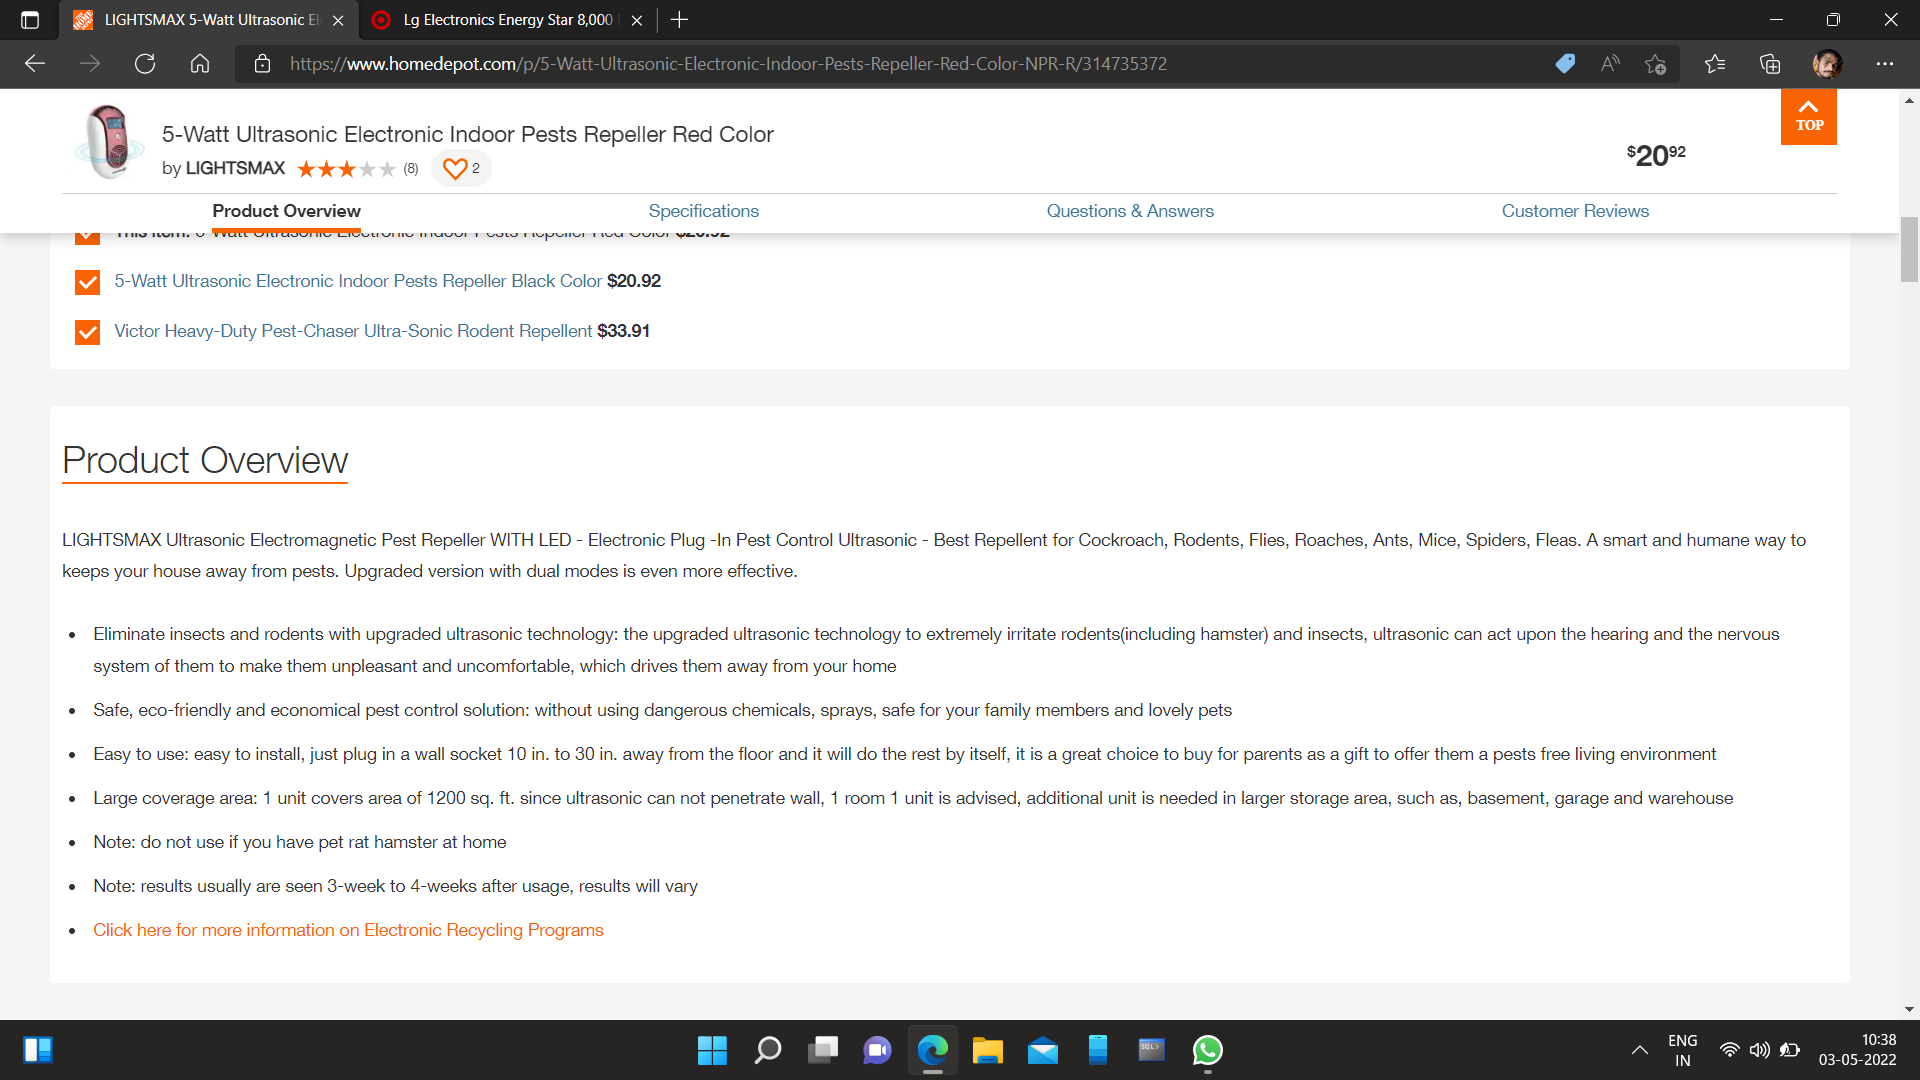 LIGHTSMAX 5-Watt Ultrasonic El
Lg Electronics Energy Star 8,000
https://www.homedepot.com/p/5-Watt-Ultrasonic-Electronic-Indoor-Pests-Repeller-Red-Color-NPR-R/314735372
5-Watt Ultrasonic Electronic Indoor Pests Repeller Red Color
by LIGHTSMAX (8) 2
$2092
TOP
Product Overview Specifications Questions & Answers Customer Reviews
This item: 5-Watt Ultrasonic Electronic Indoor Pests Repeller Red Color $20.92
5-Watt Ultrasonic Electronic Indoor Pests Repeller Black Color $20.92
Victor Heavy-Duty Pest-Chaser Ultra-Sonic Rodent Repellent $33.91
Product Overview
LIGHTSMAX Ultrasonic Electromagnetic Pest Repeller WITH LED - Electronic Plug -In Pest Control Ultrasonic - Best Repellent for Cockroach, Rodents, Flies, Roaches, Ants, Mice, Spiders, Fleas. A smart and humane way to
keeps your house away from pests. Upgraded version with dual modes is even more effective.
• Eliminate insects and rodents with upgraded ultrasonic technology: the upgraded ultrasonic technology to extremely irritate rodents(including hamster) and insects, ultrasonic can act upon the hearing and the nervous
system of them to make them unpleasant and uncomfortable, which drives them away from your home
• Safe, eco-friendly and economical pest control solution: without using dangerous chemicals, sprays, safe for your family members and lovely pets
• Easy to use: easy to install, just plug in a wall socket 10 in. to 30 in. away from the floor and it will do the rest by itself, it is a great choice to buy for parents as a gift to offer them a pests free living environment
• Large coverage area: 1 unit covers area of 1200 sq. ft. since ultrasonic can not penetrate wall, 1 room 1 unit is advised, additional unit is needed in larger storage area, such as, basement, garage and warehouse
• Note: do not use if you have pet rat hamster at home
• Note: results usually are seen 3-week to 4-weeks after usage, results will vary
• Click here for more information on Electronic Recycling Programs
SQL>
ENG
IN
10:38
03-05-2022